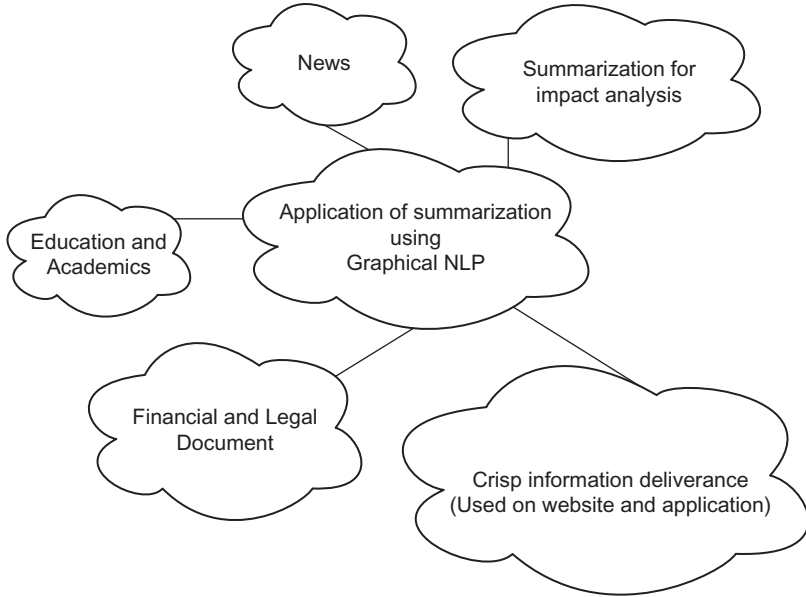 News
Summarization for
impact analysis
Application of summarization
using
Graphical NLP
Education and
Academics
Financial and Legal
Document
Crisp information deliverance
(Used on website and application)